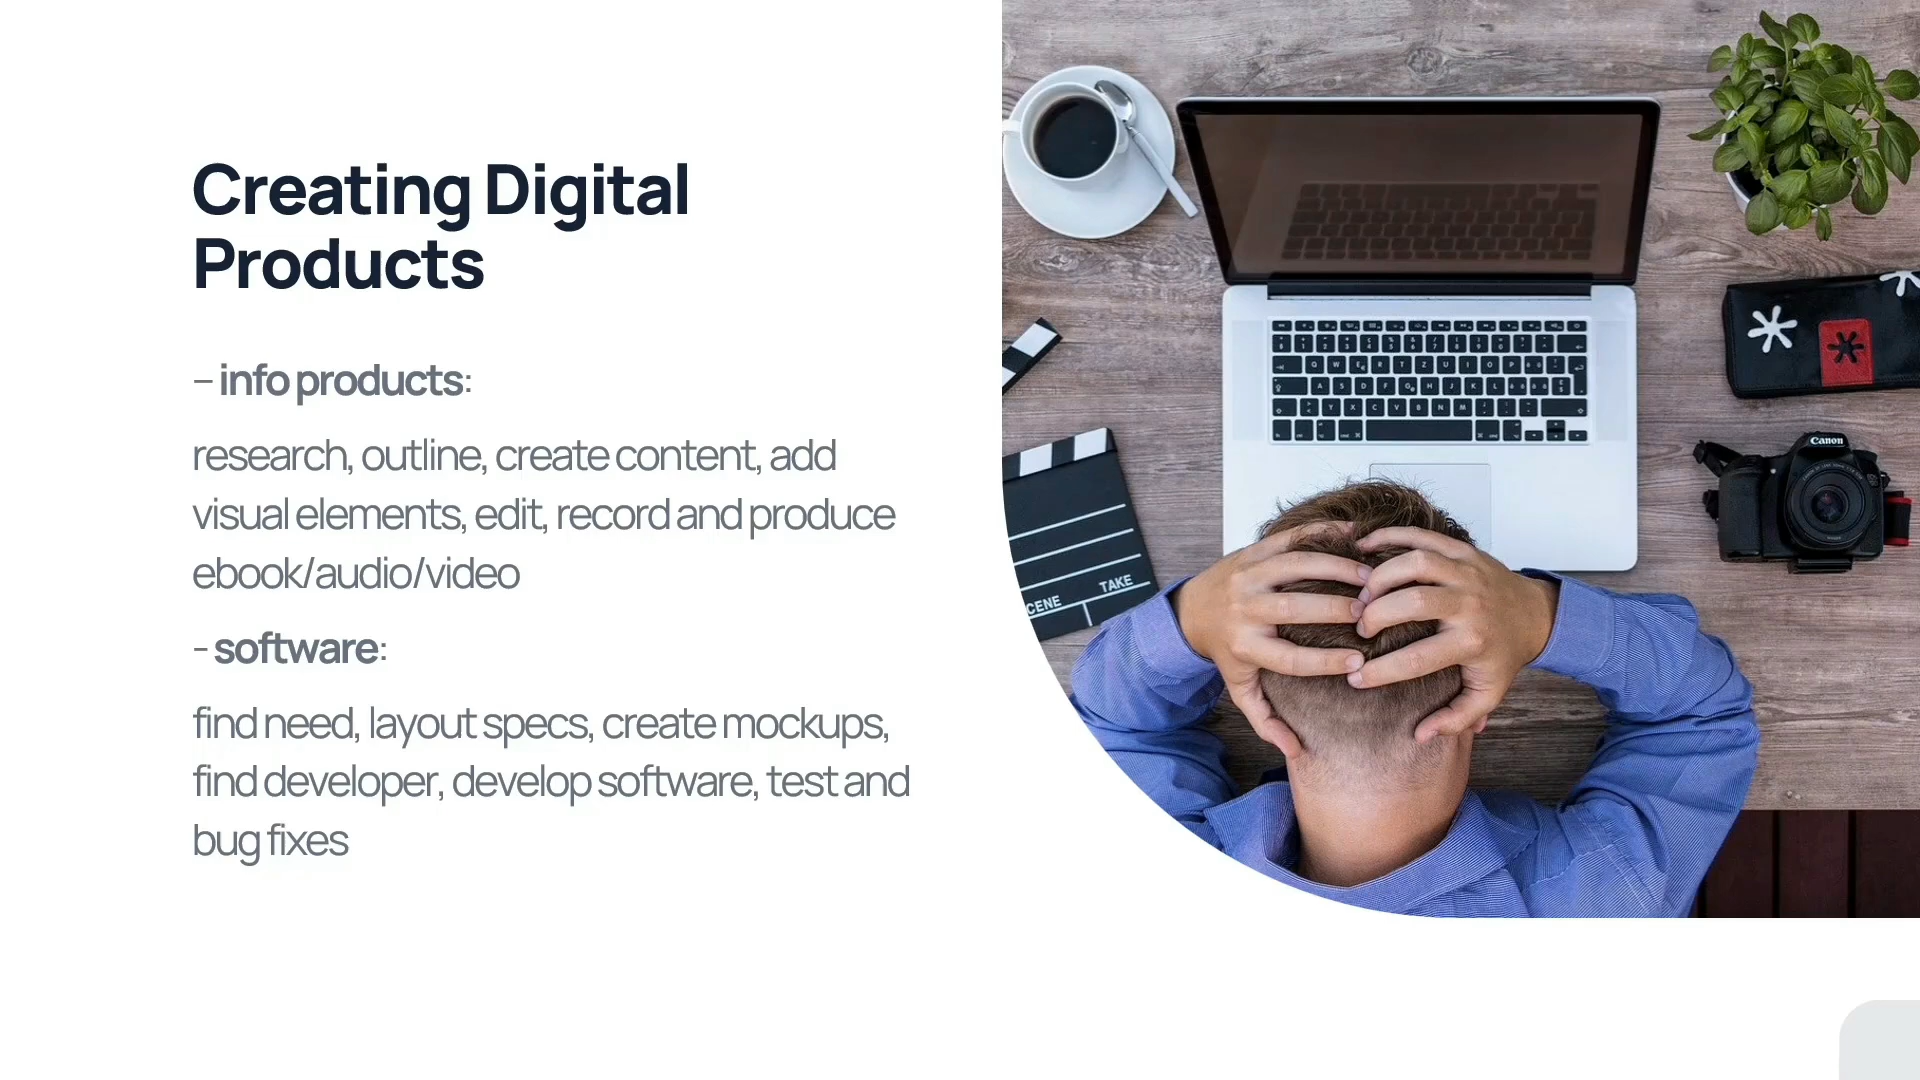 Creating Digital
Products
– info products:
research, outline, create content, add
visual elements, edit, record and produce
ebook/audio/video
- software:
find need, layout specs, create mockups,
find developer, develop software, test and
bug fixes
Canon
TAKE